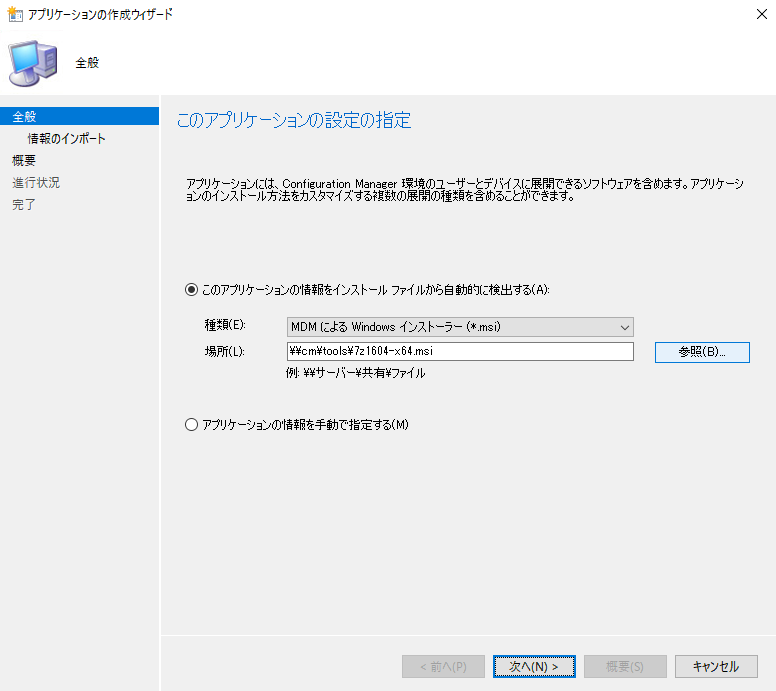 アプリケーションの作成ウィザード
全般
全般
情報のインポート
概要
進行状況
完了
このアプリケーションの設定の指定
アプリケーションには、Configuration Manager 環境のユーザーとデバイスに展開できるソフトウェアを含めます。アプリケーシ
ョンのインストール方法をカスタマイズする複数の展開の種類を含めることができます。
このアプリケーションの情報をインストール ファイルから自動的に検出する(A):
種類(E):
MDM による Windows インストーラー (*.msi)
場所(L):
¥¥cm¥tools¥7z1604-x64.msi
参照(B)...
例: ¥¥サーバー¥共有¥ファイル
アプリケーションの情報を手動で指定する(M)
< 前へ(P)
次へ(N) >
概要(S)
キャンセル